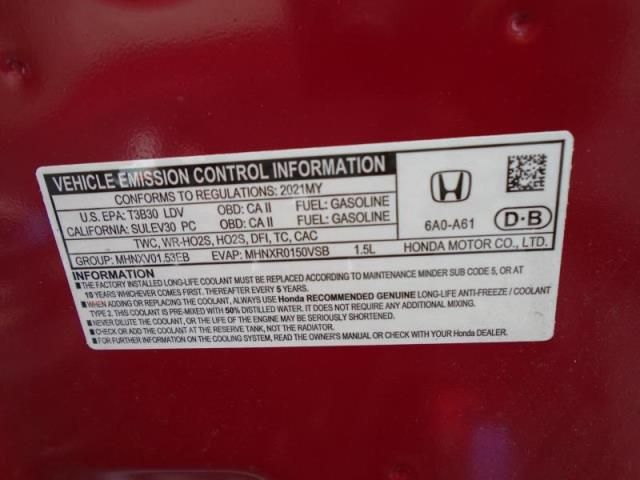 VEHICLE EMISSION CONTROL INFORMATION
CONFORMS TO REGULATIONS: 2021MY
U.S. EPA: T3B30 LDV OBD: CA II FUEL: GASOLINE
CALIFORNIA: SULEV30 PC OBD: CA II FUEL: GASOLINE
TWC, WR-HO2S, HO2S, DFI, TC, CAC
GROUP: MHNXV01.53EB EVAP: MHNXR0150VSB 1.5L
6A0-A61
D-B
HONDA MOTOR CO., LTD.
INFORMATION
■ THE FACTORY INSTALLED LONG-LIFE COOLANT MUST BE REPLACED ACCORDING TO MAINTENANCE MINDER SUB CODE 5, OR AT
10 YEARS WHICHEVER COMES FIRST. THEREAFTER EVERY 5 YEARS.
■ WHEN ADDING OR REPLACING THE COOLANT, ALWAYS USE Honda RECOMMENDED GENUINE LONG-LIFE ANTI-FREEZE / COOLANT
TYPE 2. THIS COOLANT IS PRE-MIXED WITH 50% DISTILLED WATER. IT DOES NOT REQUIRE ANY ADDITIONAL MIXING.
■ NEVER DILUTE THE COOLANT, OR THE LIFE OF THE ENGINE MAY BE SERIOUSLY SHORTENED.
■ ADD COOLANT AT THE RESERVE TANK, NOT THE RADIATOR.
■ FOR FURTHER INFORMATION ON THE COOLING SYSTEM, READ THE OWNER'S MANUAL OR CHECK WITH YOUR Honda DEALER.